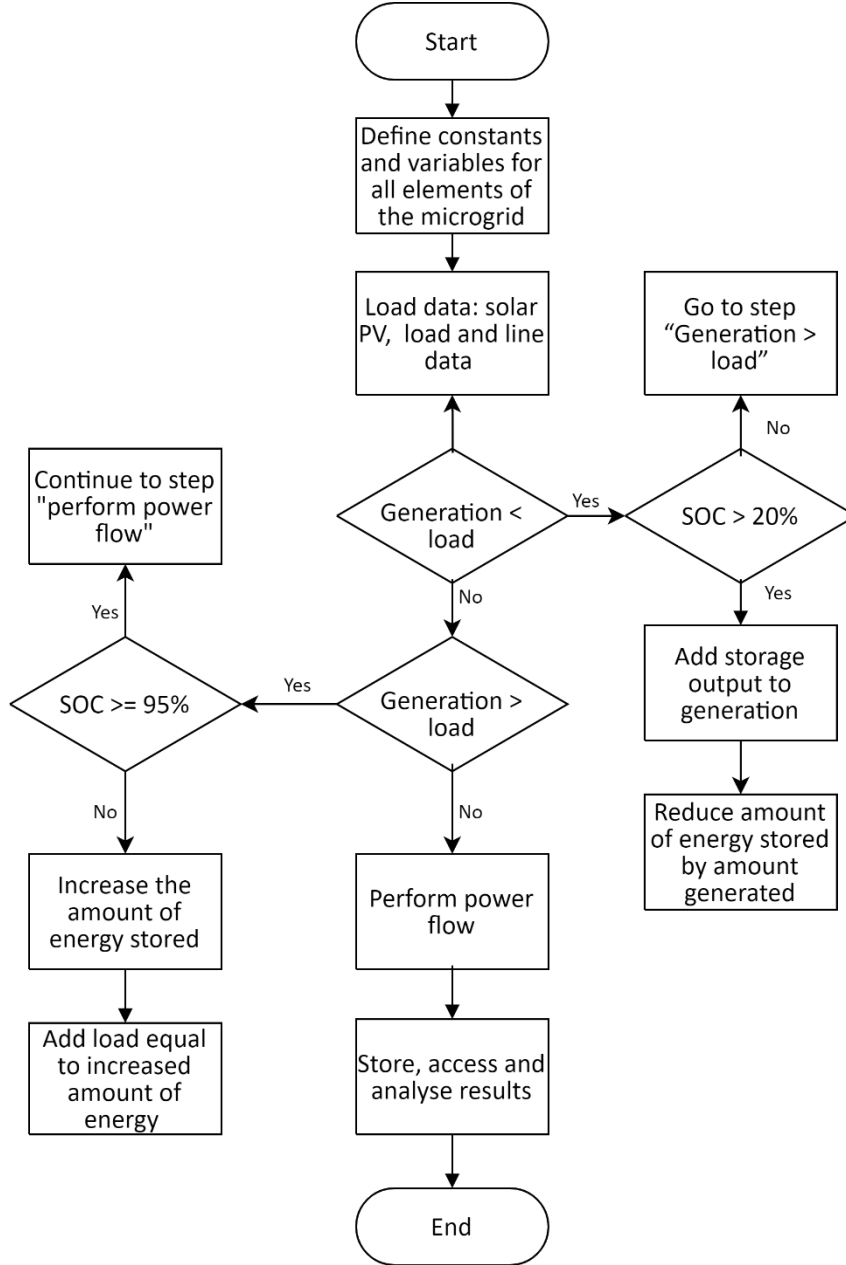 Start
Define constants
and variables for
all elements of
the microgrid
Load data: solar
PV, load and line
data
Go to step
“Generation >
load”
No
Continue to step
"perform power
flow"
Generation <
load
Yes
SOC > 20%
Yes
No
Yes
Add storage
output to
generation
SOC >= 95%
Yes
Generation >
load
No
No
Reduce amount
of energy stored
by amount
generated
Increase the
amount of
energy stored
Perform power
flow
Add load equal
to increased
amount of
energy
Store, access and
analyse results
End